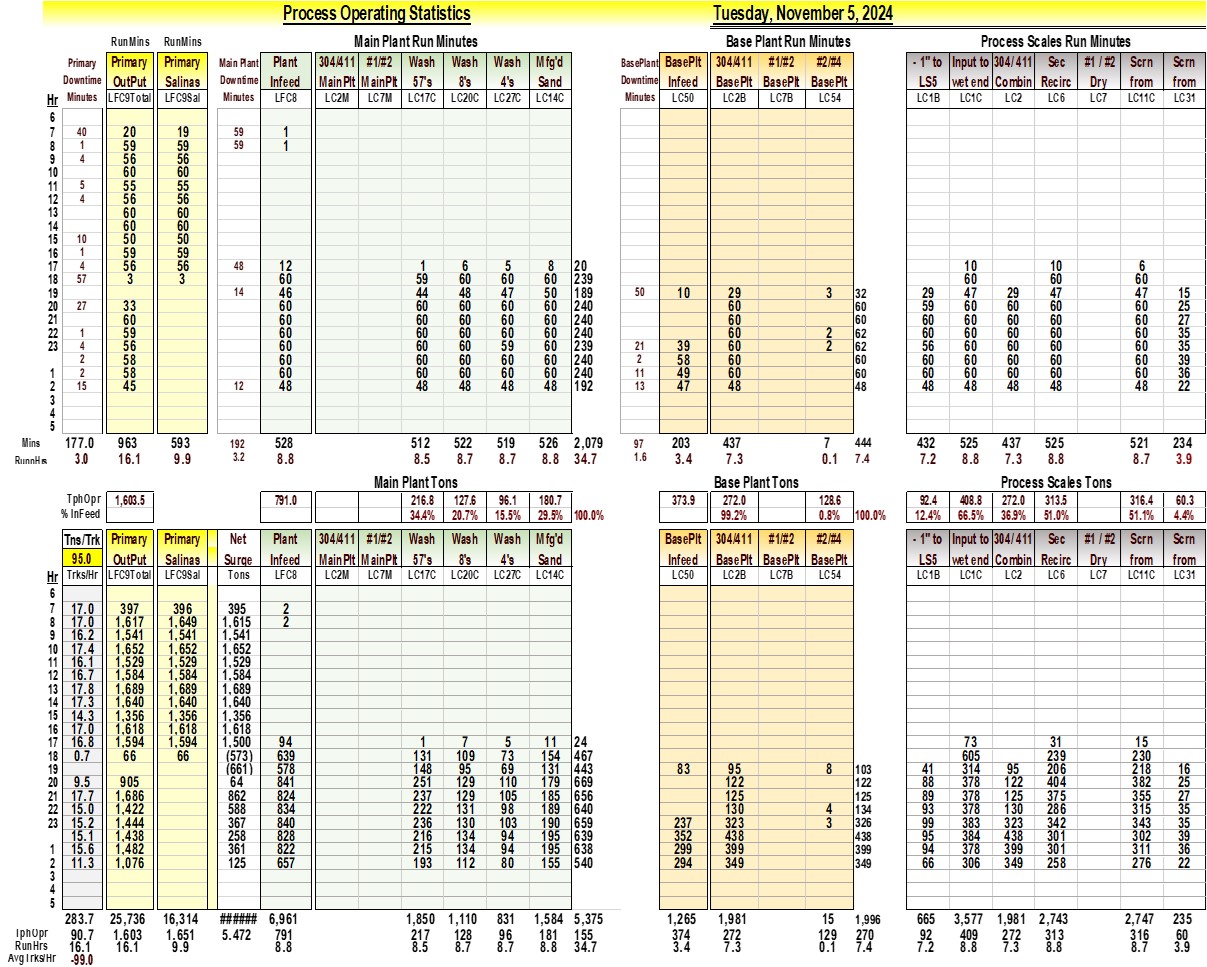 Process Operating Statistics Tuesday, November 5, 2024
RunMins RunMins Main Plant Run Minutes Base Plant Run Minutes Process Scales Run Minutes
Primary Primary Primary Main Plant Plant 304/411 #1/#2 Wash Wash Wash Mfg'd BasePlant BasePlt 304/411 #1/#2 #2/#4 - 1" to Input to 304/411 Sec #1 / #2 Scrn Scrn
Downtime OutPut Salinas Downtime Infeed MainPlt MainPlt 57's 8's 4's Sand Downtime Infeed BasePlt BasePlt BasePlt LS5 wet end Combin Recirc Dry from from
Hr Minutes LFC9Total LFC9Sal Minutes LFC8 LC2M LC7M LC17C LC20C LC27C LC14C Minutes LC50 LC2B LC7B LC54 LC1B LC1C LC2 LC6 LC7 LC11C LC31
6
7 40 20 19 59 1
8 1 59 59 59 1
9 4 56 56
10 60 60
11 5 55 55
12 4 56 56
13 60 60
14 60 60
15 10 50 50
16 1 59 59
17 4 56 56 48 12 1 6 5 8 20 10 10 6
18 57 3 3 60 59 60 60 60 239 60 60 60
19 14 46 44 48 47 50 189 50 10 29 3 32 29 47 29 47 47 15
20 27 33 60 60 60 60 60 240 60 60 59 60 60 60 60 25
21 60 60 60 60 60 60 240 60 60 60 60 60 60 60 27
22 1 59 60 60 60 60 60 240 60 2 62 60 60 60 60 60 35
23 4 56 60 60 60 59 60 239 21 39 60 2 62 56 60 60 60 60 35
2 58 60 60 60 60 60 240 2 58 60 60 60 60 60 60 60 39
1 2 58 60 60 60 60 60 240 11 49 60 60 60 60 60 60 60 36
2 15 45 12 48 48 48 48 48 192 13 47 48 48 48 48 48 48 48 22
3
4
5
Mins 177.0 963 593 192 528 512 522 519 526 2,079 97 203 437 7 444 432 525 437 525 521 234
RunnHrs 3.0 16.1 9.9 3.2 8.8 8.5 8.7 8.7 8.8 34.7 1.6 3.4 7.3 0.1 7.4 7.2 8.8 7.3 8.8 8.7 3.9
Main Plant Tons Base Plant Tons Process Scales Tons
TphOpr 1,603.5 791.0 216.8 127.6 96.1 180.7 373.9 272.0 128.6 92.4 408.8 272.0 313.5 316.4 60.3
% InFeed 34.4% 20.7% 15.5% 29.5% 100.0% 99.2% 0.8% 100.0% 12.4% 66.5% 36.9% 51.0% 51.1% 4.4%
Tns/Trk Primary Primary Net Plant 304/411 #1/#2 Wash Wash Wash Mfg'd BasePlt 304/411 #1/#2 #2/#4 - 1" to Input to 304/411 Sec #1 / #2 Scrn Scrn
95.0 OutPut Salinas Surge Infeed MainPlt MainPlt 57's 8's 4's Sand Infeed BasePlt BasePlt BasePlt LS5 wet end Combin Recirc Dry from from
Hr Trks/Hr LFC9Total LFC9Sal Tons LFC8 LC2M LC7M LC17C LC20C LC27C LC14C LC50 LC2B LC7B LC54 LC1B LC1C LC2 LC6 LC7 LC11C LC31
6
7 17.0 397 396 395 2
8 17.0 1,617 1,649 1,615 2
9 16.2 1,541 1,541 1,541
10 17.4 1,652 1,652 1,652
11 16.1 1,529 1,529 1,529
12 16.7 1,584 1,584 1,584
13 17.8 1,689 1,689 1,689
14 17.3 1,640 1,640 1,640
15 14.3 1,356 1,356 1,356
16 17.0 1,618 1,618 1,618
17 16.8 1,594 1,594 1,500 94 1 7 5 11 24 73 31 15
18 0.7 66 66 (573) 639 131 109 73 154 467 605 239 230
19 (661) 578 148 95 69 131 443 83 95 8 103 41 314 95 206 218 16
20 9.5 905 64 841 251 129 110 179 669 122 122 88 378 122 404 382 25
21 17.7 1,686 862 824 237 129 105 185 656 125 125 89 378 125 375 355 27
22 15.0 1,422 588 834 222 131 98 189 640 130 4 134 93 378 130 286 315 35
23 15.2 1,444 367 840 236 130 103 190 659 237 323 3 326 99 383 323 342 343 35
15.1 1,438 258 828 216 134 94 195 639 352 438 438 95 384 438 301 302 39
1 15.6 1,482 361 822 215 134 94 195 638 299 399 399 94 378 399 301 311 36
2 11.3 1,076 125 657 193 112 80 155 540 294 349 349 66 306 349 258 276 22
3
4
5
283.7 25,736 16,314 ###### 6,961 1,850 1,110 831 1,584 5,375 1,265 1,981 15 1,996 665 3,577 1,981 2,743 2,747 235
TphOpr 90.7 1,603 1,651 5.472 791 217 128 96 181 155 374 272 129 270 92 409 272 313 316 60
RunHrs 16.1 16.1 9.9 8.8 8.5 8.7 8.7 8.8 34.7 3.4 7.3 0.1 7.4 7.2 8.8 7.3 8.8 8.7 3.9
AvgTrks/Hr -99.0